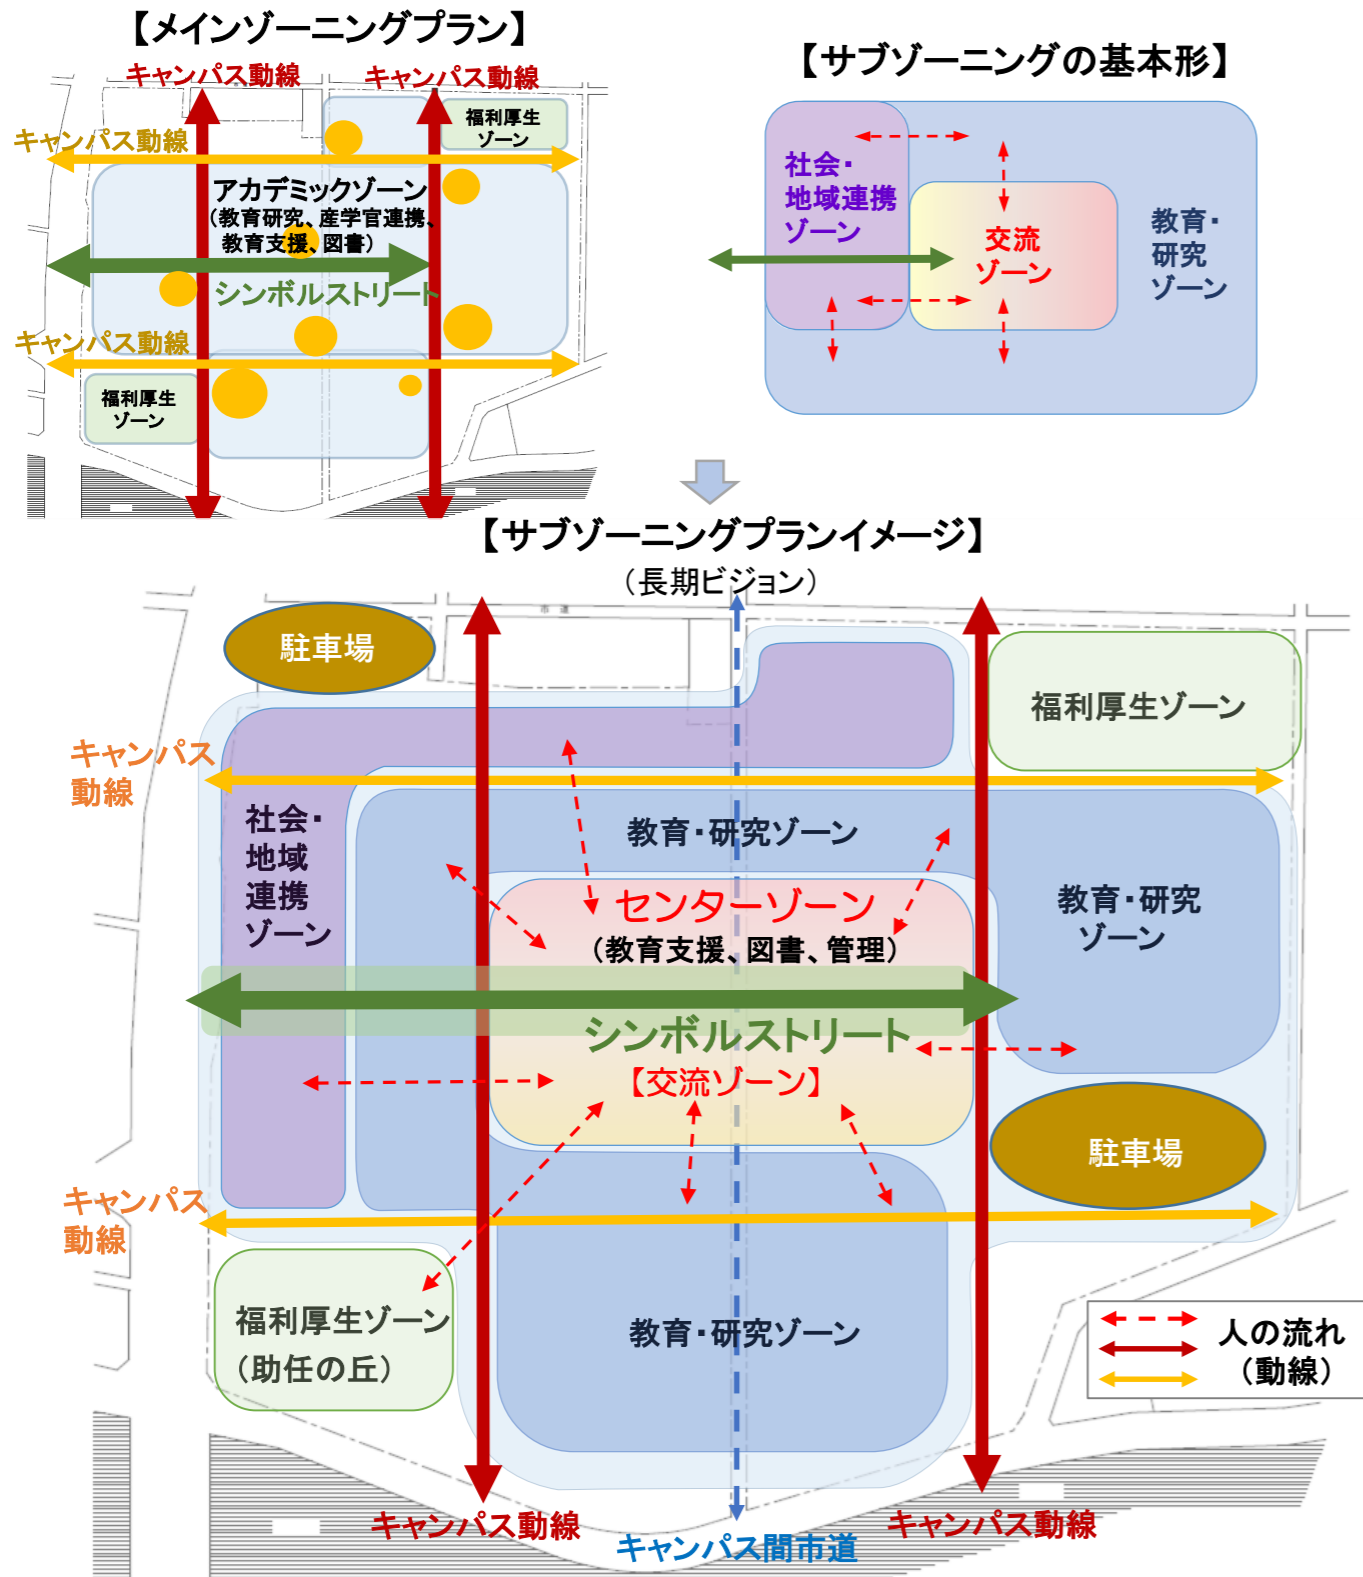 【メインゾーニングプラン】
キャンパス動線
キャンパス動線
福利厚生
ゾーン
キャンパス動線
アカデミックゾーン
（教育研究、産学官連携、
教育支援、図書）
シンボルストリート
キャンパス動線
福利厚生
ゾーン
【サブゾーニングの基本形】
社会・
地域連携
ゾーン
交流
ゾーン
教育・
研究
ゾーン
【サブゾーニングプランイメージ】
（長期ビジョン）
市道
駐車場
福利厚生ゾーン
キャンパス
動線
社会・
地域
連携
ゾーン
教育・研究ゾーン
センターゾーン
（教育支援、図書、管理）
教育・研究
ゾーン
シンボルストリート
【交流ゾーン】
駐車場
キャンパス
動線
福利厚生ゾーン
（助任の丘）
教育・研究ゾーン
人の流れ
（動線）
キャンパス動線
キャンパス間市道
キャンパス動線